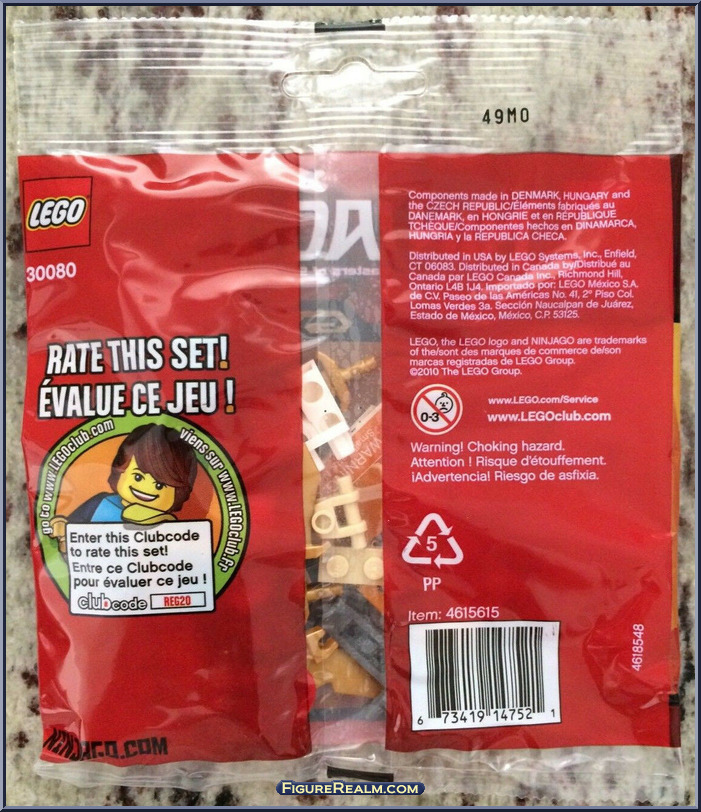 49M0
LEGO
30080
RATE THIS SET!
ÉVALUE CE JEU !
go to www.LEGOclub.com
viens sur www.LEGOclub.fr
Enter this Clubcode
to rate this set!
Entre ce Clubcode
pour évaluer ce jeu !
clubcode REG20
NINJAGO.COM
Components made in DENMARK, HUNGARY and
the CZECH REPUBLIC/Eléments fabriqués au
DANEMARK, en HONGRIE et en RÉPUBLIQUE
TCHÈQUE/Componentes hechos en DINAMARCA,
HUNGRIA y la REPUBLICA CHECA.
Distributed in USA by LEGO Systems, Inc., Enfield,
CT 06083. Distributed in Canada by/Distribué au
Canada par LEGO Canada Inc., Richmond Hill,
Ontario L4B 1J4. Importado por: LEGO México S.A.
de C.V. Paseo de las Américas No. 41, 2° Piso Col.
Lomas Verdes 3a. Sección Naucalpan de Juárez,
Estado de México, México, C.P. 53125.
LEGO, the LEGO logo and NINJAGO are trademarks
of the/sont des marques de commerce de/son
marcas registradas de LEGO Group.
©2010 The LEGO Group.
0-3
www.LEGO.com/Service
www.LEGOclub.com
Warning! Choking hazard.
Attention ! Risque d'étouffement.
¡Advertencia! Riesgo de asfixia.
5
PP
Item: 4615615
6 73419 14752 1
4618548
FigureRealm.com